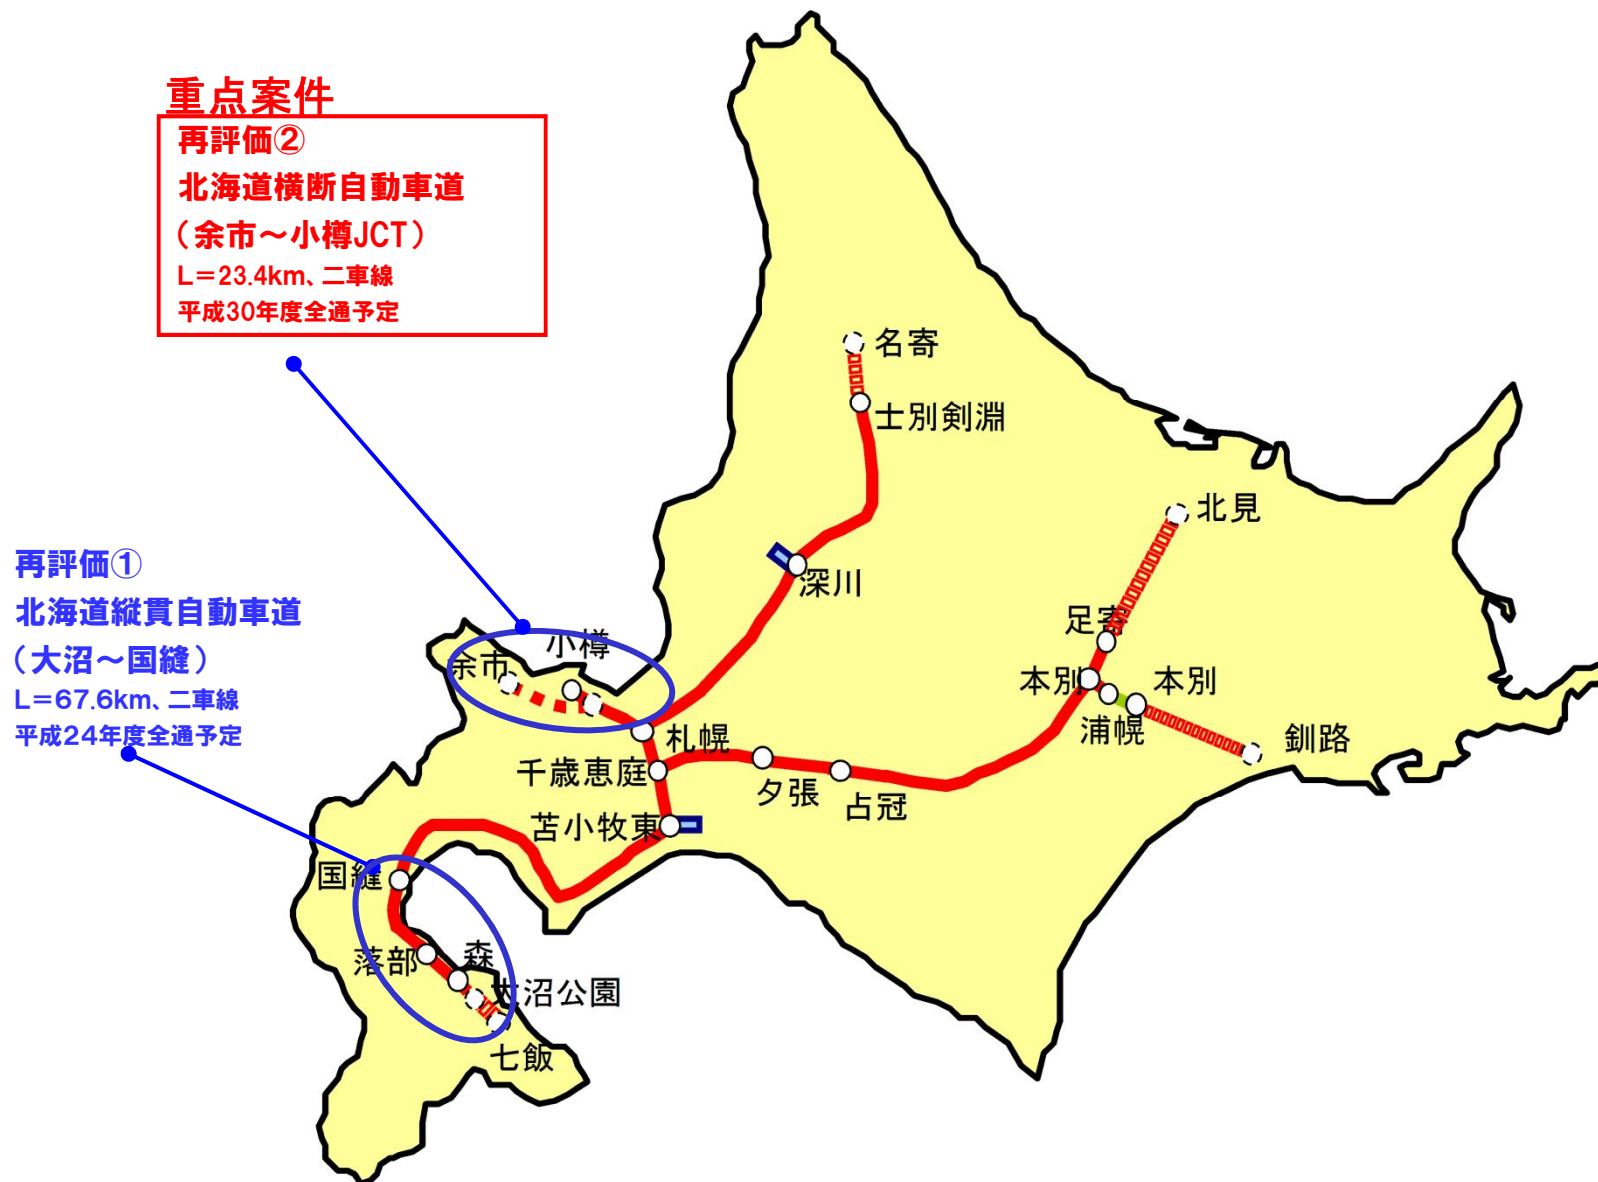 重点案件
再評価②
北海道横断自動車道
（余市～小樽JCT）
L＝23.4km、二車線
平成30年度全通予定
再評価①
北海道縦貫自動車道
（大沼～国縫）
L＝67.6km、二車線
平成24年度全通予定
名寄
士別剣淵
北見
深川
足寄
小樽
余市
本別
本別
浦幌
釧路
札幌
千歳恵庭
夕張
占冠
苫小牧東
国縫
落部
森
大沼公園
七飯